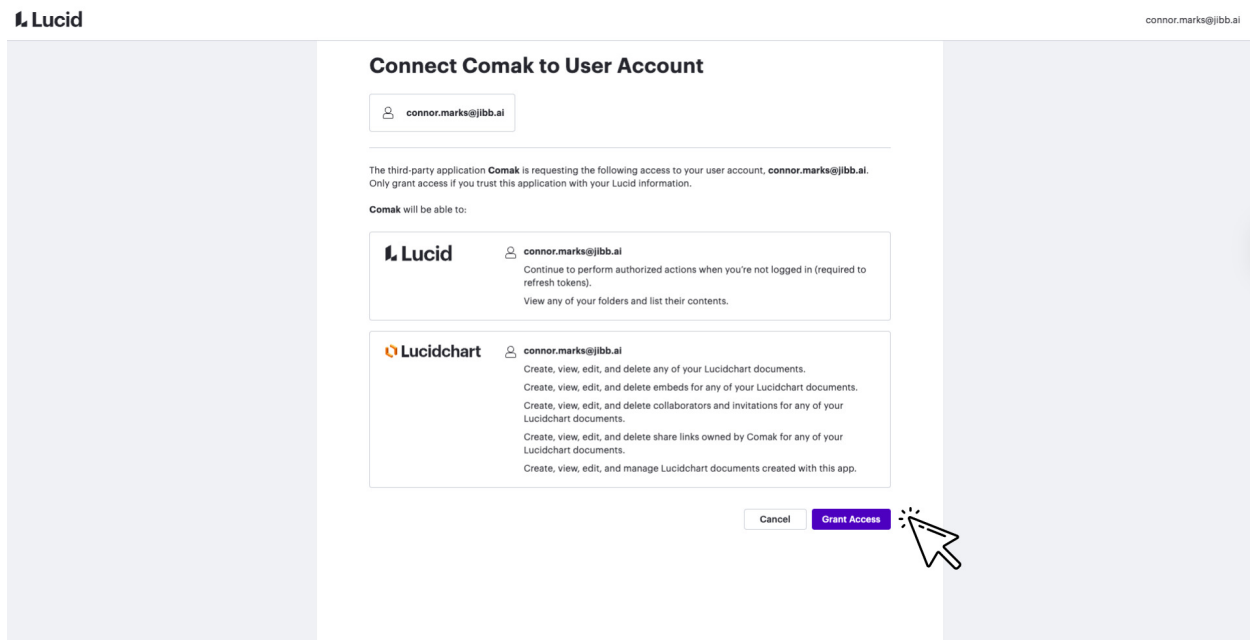 Lucid
connor.marks@jibb.ai
Connect Comak to User Account
connor.marks@jibb.ai
The third-party application Comak is requesting the following access to your user account, connor.marks@jibb.ai.
Only grant access if you trust this application with your Lucid information.
Comak will be able to:
Lucid
connor.marks@jibb.ai
Continue to perform authorized actions when you're not logged in (required to
refresh tokens).
View any of your folders and list their contents.
Lucidchart
connor.marks@jibb.ai
Create, view, edit, and delete any of your Lucidchart documents.
Create, view, edit, and delete embeds for any of your Lucidchart documents.
Create, view, edit, and delete collaborators and invitations for any of your
Lucidchart documents.
Create, view, edit, and delete share links owned by Comak for any of your
Lucidchart documents.
Create, view, edit, and manage Lucidchart documents created with this app.
Cancel
Grant Access